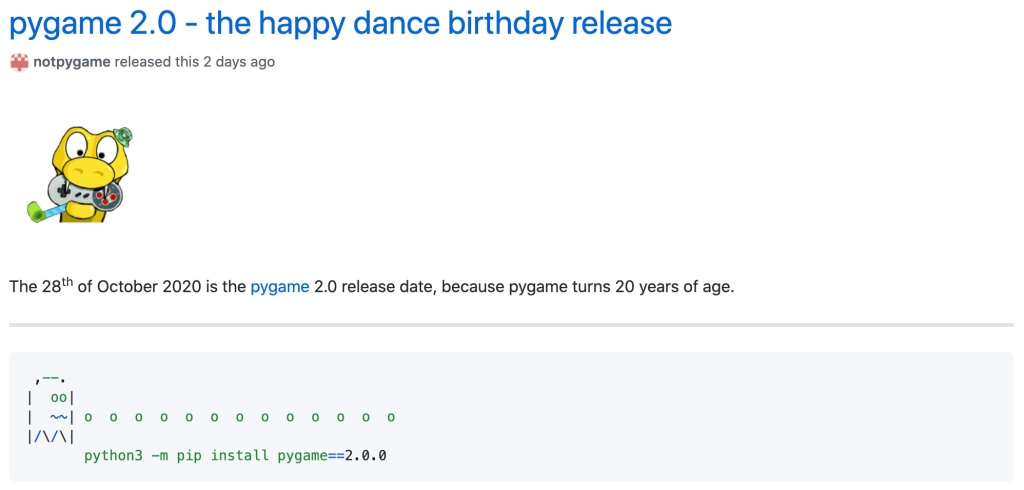 pygame 2.0 - the happy dance birthday release
notpygame released this 2 days ago
The 28th of October 2020 is the pygame 2.0 release date, because pygame turns 20 years of age.
,--.
|  oo|
|  ~~| o  o  o  o  o  o  o  o  o  o  o  o  o
|/\/\|
python3 -m pip install pygame==2.0.0